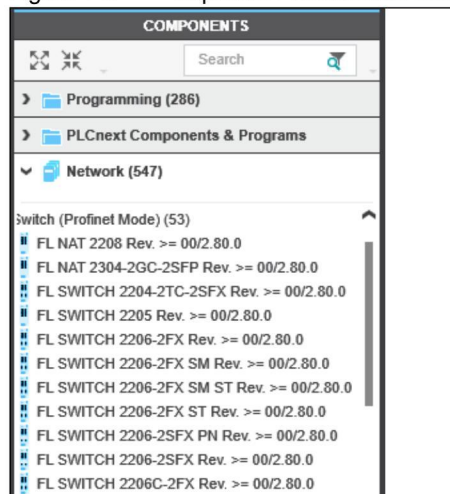 COMPONENTS
Search
Programming (286)
PLCnext Components & Programs
Network (547)
Switch (Profinet Mode) (53)
FL NAT 2208 Rev. >= 00/2.80.0
FL NAT 2304-2GC-2SFP Rev. >= 00/2.80.0
FL SWITCH 2204-2TC-2SFX Rev. >= 00/2.80.0
FL SWITCH 2205 Rev. >= 00/2.80.0
FL SWITCH 2206-2FX Rev. >= 00/2.80.0
FL SWITCH 2206-2FX SM Rev. >= 00/2.80.0
FL SWITCH 2206-2FX SM ST Rev. >= 00/2.80.0
FL SWITCH 2206-2FX ST Rev. >= 00/2.80.0
FL SWITCH 2206-2SFX PN Rev. >= 00/2.80.0
FL SWITCH 2206-2SFX Rev. >= 00/2.80.0
FL SWITCH 2206C-2FX Rev. >= 00/2.80.0